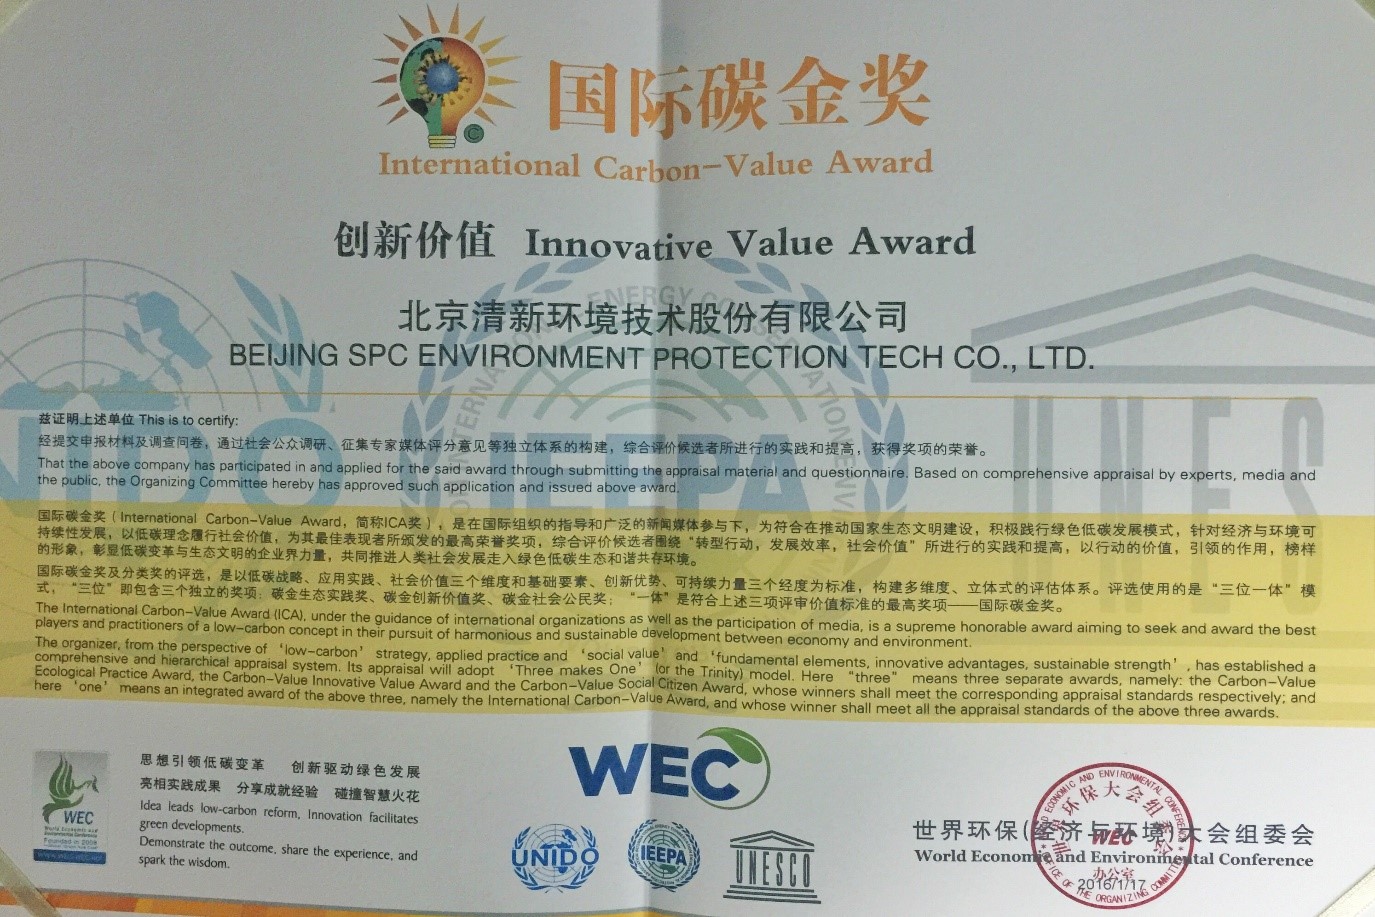 国际碳金奖
International Carbon-Value Award
创新价值 Innovative Value Award
北京清新环境技术股份有限公司
BEIJING SPC ENVIRONMENT PROTECTION TECH CO., LTD.
兹证明上述单位 This is to certify:
经提交申报材料及调查问卷，通过社会公众调研、征集专家媒体评分意见等独立体系的构建，综合评价候选者所进行的实践和提高，获得奖项的荣誉。
That the above company has participated in and applied for the said award through submitting the appraisal material and questionnaire. Based on comprehensive appraisal by experts, media and
the public, the Organizing Committee hereby has approved such application and issued above award.
国际碳金奖（International Carbon-Value Award，简称ICA奖），是在国际组织的指导和广泛的新闻媒体参与下，为符合在推动国家生态文明建设，积极践行绿色低碳发展模式，针对经济与环境可
持续性发展，以低碳理念履行社会价值，为其最佳表现者所颁发的最高荣誉奖项，综合评价候选者围绕“转型行动，发展效率，社会价值”所进行的实践和提高，以行动的价值，引领的作用，榜样
的形象，彰显低碳变革与生态文明的企业界力量，共同推进人类社会发展走入绿色低碳生态和谐共存环境。
国际碳金奖及分类奖的评选，是以低碳战略、应用实践、社会价值三个维度和基础要素、创新优势、可持续力量三个经度为标准，构建多维度、立体式的评估体系。评选使用的是“三位一体”模
式，“三位”即包含三个独立的奖项：碳金生态实践奖、碳金创新价值奖、碳金社会公民奖；“一体”是符合上述三项评审价值标准的最高奖项——国际碳金奖。
The International Carbon-Value Award (ICA), under the guidance of international organizations as well as the participation of media, is a supreme honorable award aiming to seek and award the best
players and practitioners of a low-carbon concept in their pursuit of harmonious and sustainable development between economy and environment.
The organizer, from the perspective of ‘low-carbon’ strategy, applied practice and ‘social value’ and ‘fundamental elements, innovative advantages, sustainable strength’, has established a
comprehensive and hierarchical appraisal system. Its appraisal will adopt ‘Three makes One’ (or the Trinity) model. Here “three” means three separate awards, namely: the Carbon-Value
Ecological Practice Award, the Carbon-Value Innovative Value Award and the Carbon-Value Social Citizen Award, whose winners shall meet the corresponding appraisal standards respectively; and
here ‘one’ means an integrated award of the above three, namely the International Carbon-Value Award, and whose winner shall meet all the appraisal standards of the above three awards.
WEC
World Economic and
Environmental Conference
Founded in 2008
思想引领低碳变革 创新驱动绿色发展
亮相实践成果 分享成就经验 碰撞智慧火花
Idea leads low-carbon reform, Innovation facilitates
green developments.
Demonstrate the outcome, share the experience, and
spark the wisdom.
WEC
UNIDO
IEEPA
UNESCO
世界环保(经济与环境)大会组委会
World Economic and Environmental Conference
WEC
办公室
2016/1/17